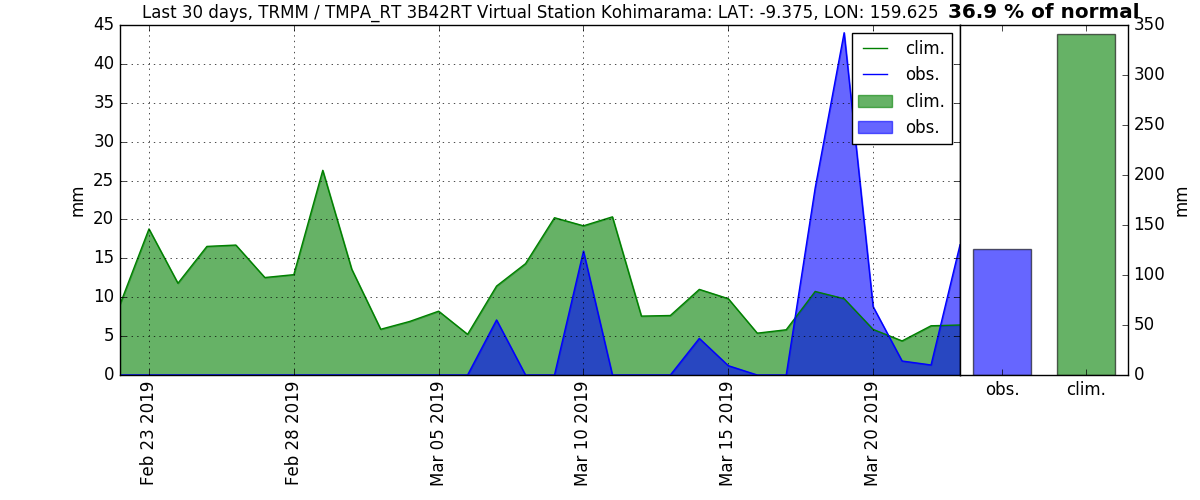 Last 30 days, TRMM / TMPA_RT 3B42RT Virtual Station Kohimarama: LAT: -9.375, LON: 159.625
36.9 % of normal
45
40
35
30
25
20
15
10
5
0
mm
Feb 23 2019
Feb 28 2019
Mar 05 2019
Mar 10 2019
Mar 15 2019
Mar 20 2019
clim.
obs.
clim.
obs.
350
300
250
200
150
100
50
0
mm
obs.
clim.